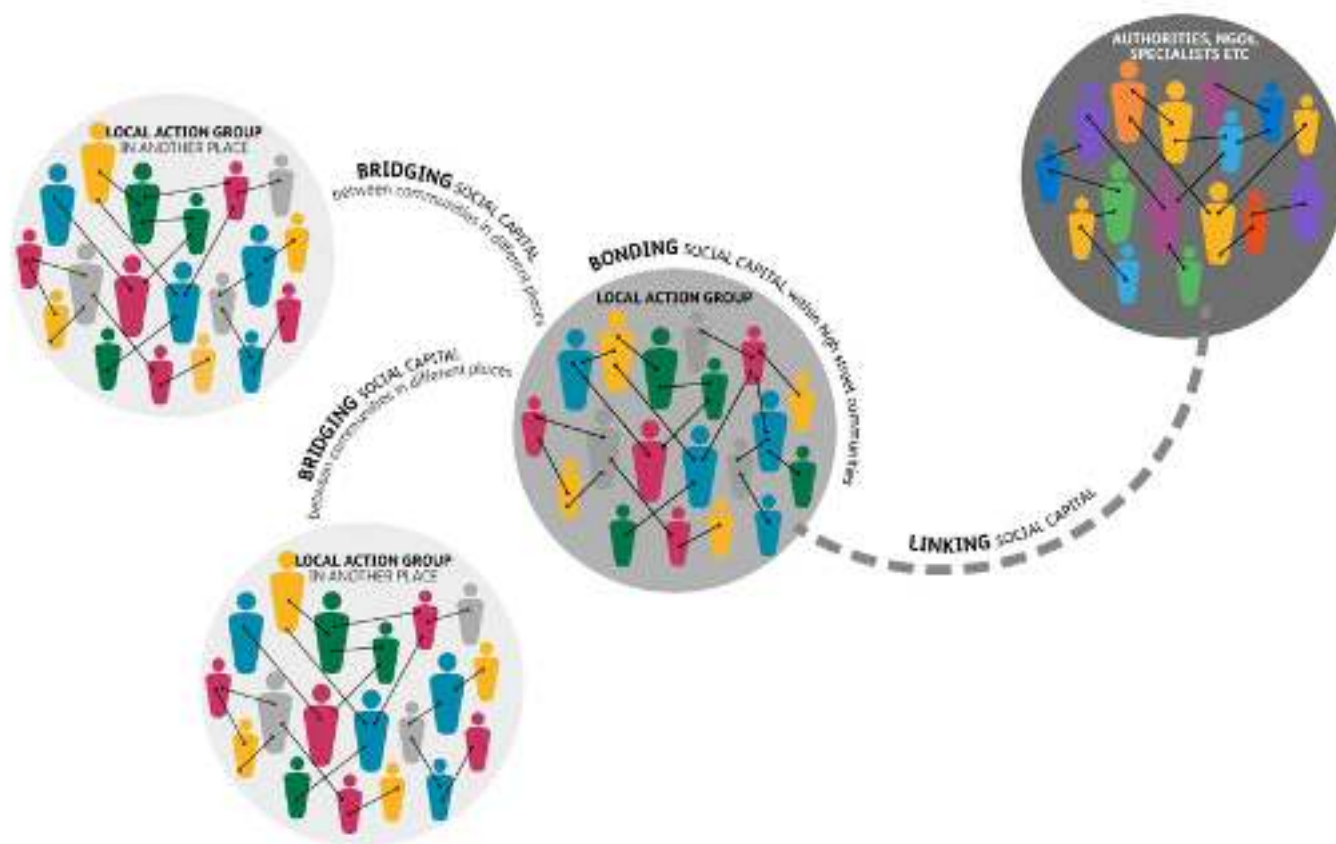 AUTHORITIES, NGOs,
SPECIALISTS ETC
LOCAL ACTION GROUP
IN ANOTHER PLACE
BRIDGING SOCIAL CAPITAL
between communities in different places
BONDING SOCIAL CAPITAL within high street communities
LOCAL ACTION GROUP
BRIDGING SOCIAL CAPITAL
between communities in different places
LINKING SOCIAL CAPITAL
LOCAL ACTION GROUP
IN ANOTHER PLACE